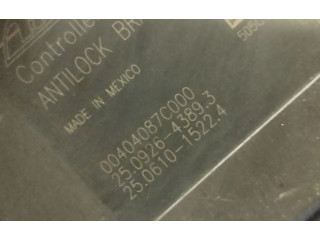 Controlle
ANTILOCK BR
MADE IN MEXICO
00404087C000
25.0926-4389.3
25.0610-1522.4